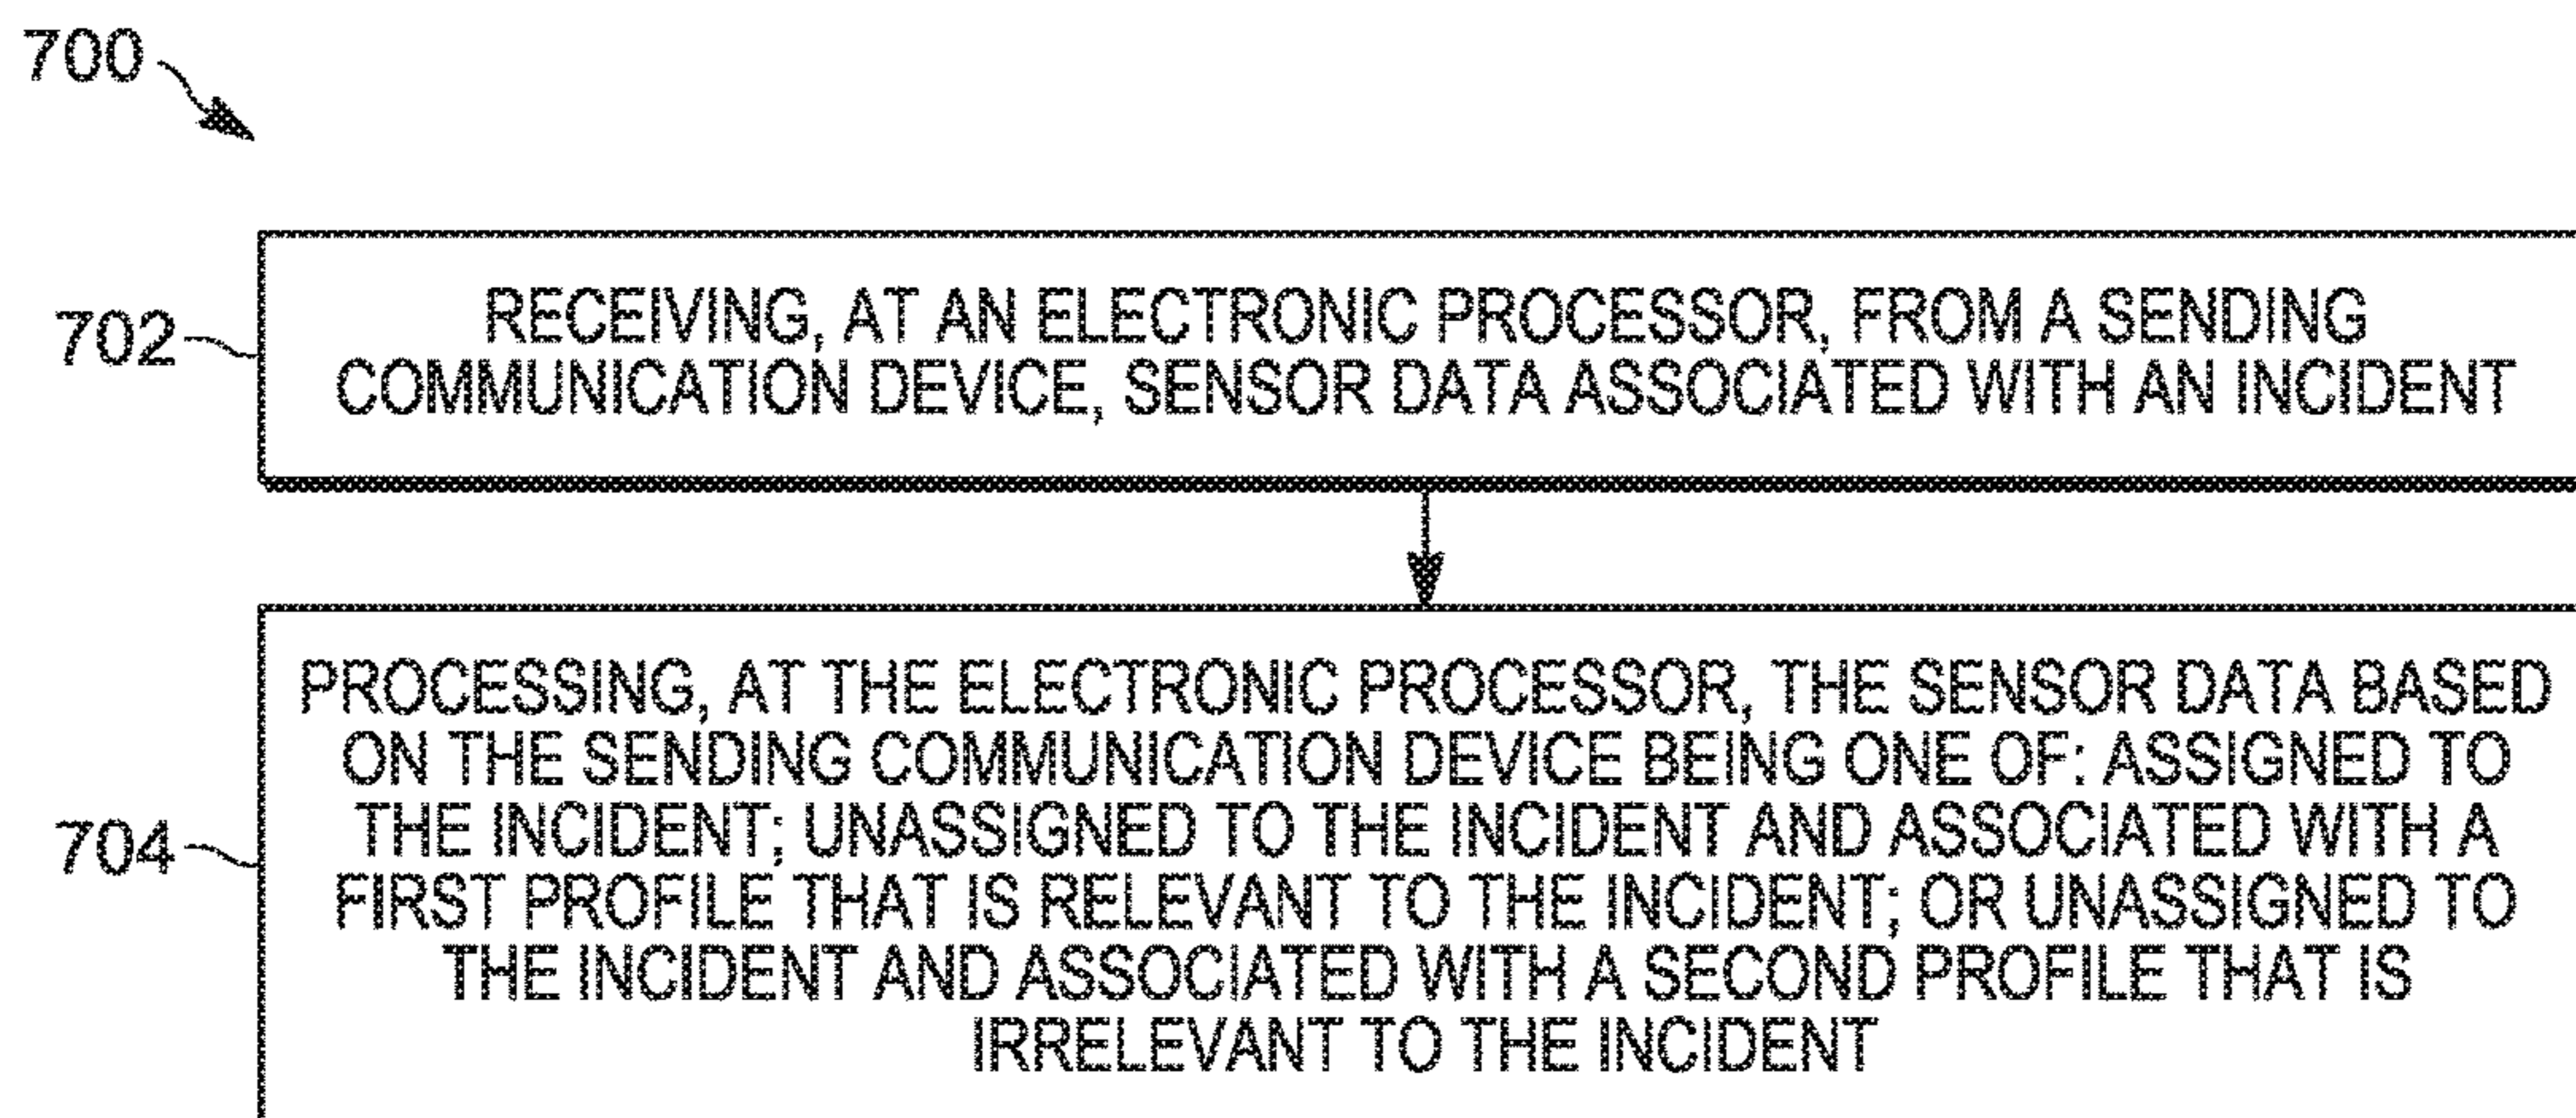 700
702
RECEIVING, AT AN ELECTRONIC PROCESSOR, FROM A SENDING
COMMUNICATION DEVICE, SENSOR DATA ASSOCIATED WITH AN INCIDENT
704
PROCESSING, AT THE ELECTRONIC PROCESSOR, THE SENSOR DATA BASED
ON THE SENDING COMMUNICATION DEVICE BEING ONE OF: ASSIGNED TO
THE INCIDENT; UNASSIGNED TO THE INCIDENT AND ASSOCIATED WITH A
FIRST PROFILE THAT IS RELEVANT TO THE INCIDENT; OR UNASSIGNED TO
THE INCIDENT AND ASSOCIATED WITH A SECOND PROFILE THAT IS
IRRELEVANT TO THE INCIDENT